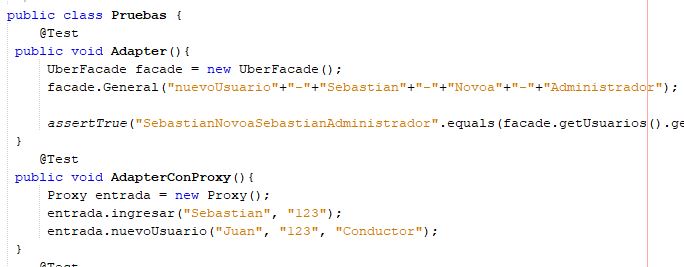 public class Pruebas {
@Test
public void Adapter(){
UberFacade facade = new UberFacade();
facade.General("nuevoUsuario"+"-"+"Sebastian"+"-"+"Novoa"+"-"+"Administrador");
assertTrue("SebastianNovoaSebastianAdministrador".equals(facade.getUsuarios().ge
}
@Test
public void AdapterConProxy(){
Proxy entrada = new Proxy();
entrada.ingresar("Sebastian", "123");
entrada.nuevoUsuario("Juan", "123", "Conductor");
}
@Test